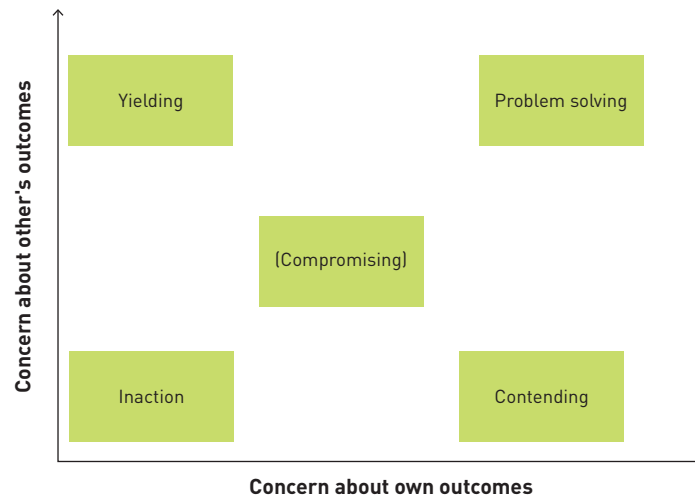 Concern about other's outcomes
Yielding
Problem solving
(Compromising)
Inaction
Contending
Concern about own outcomes